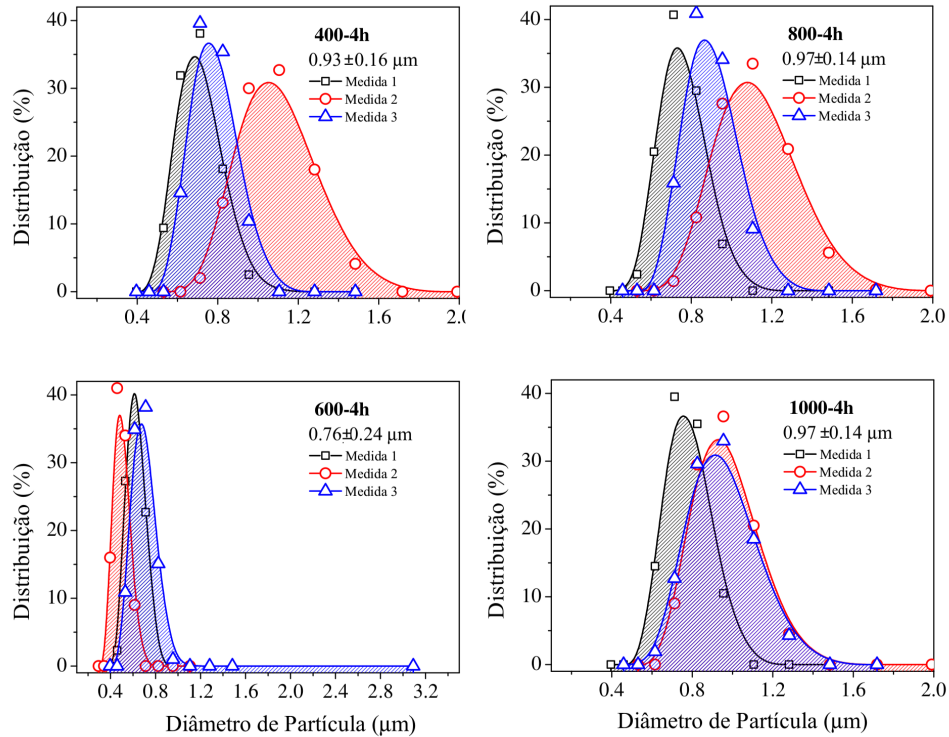 400-4h
0.93 ±0.16 µm
Medida 1
Medida 2
Medida 3
Distribuição (%)
40
30
20
10
0
0.4
0.8
1.2
1.6
2.0
800-4h
0.97±0.14 µm
Medida 1
Medida 2
Medida 3
Distribuição (%)
40
30
20
10
0
0.4
0.8
1.2
1.6
2.0
600-4h
0.76±0.24 µm
Medida 1
Medida 2
Medida 3
Distribuição (%)
40
30
20
10
0
0.4
0.8
1.2
1.6
2.0
2.4
2.8
3.2
Diâmetro de Partícula (µm)
1000-4h
0.97 ±0.14 µm
Medida 1
Medida 2
Medida 3
Distribuição (%)
40
30
20
10
0
0.4
0.8
1.2
1.6
2.0
Diâmetro de Partícula (µm)